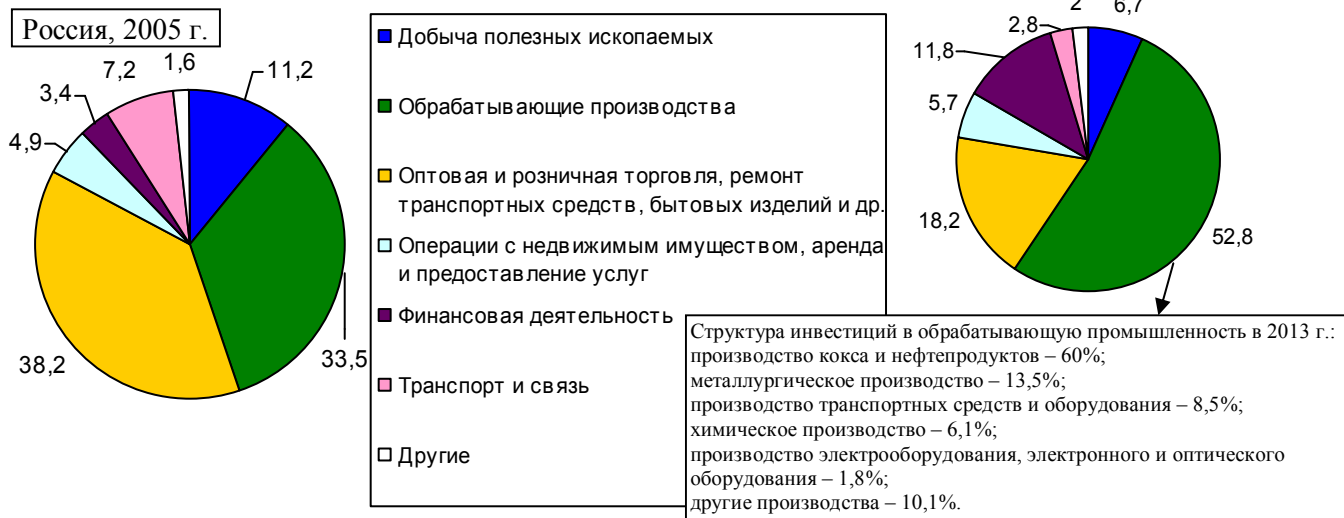 Россия, 2005 г.
1,6
7,2
11,2
3,4
4,9
38,2
33,5
Добыча полезных ископаемых
Обрабатывающие производства
Оптовая и розничная торговля, ремонт
транспортных средств, бытовых изделий и др.
Операции с недвижимым имуществом, аренда
и предоставление услуг
Финансовая деятельность
Транспорт и связь
Другие
2
6,7
2,8
11,8
5,7
18,2
52,8
Структура инвестиций в обрабатывающую промышленность в 2013 г.:
производство кокса и нефтепродуктов – 60%;
металлургическое производство – 13,5%;
производство транспортных средств и оборудования – 8,5%;
химическое производство – 6,1%;
производство электрооборудования, электронного и оптического
оборудования – 1,8%;
другие производства – 10,1%.